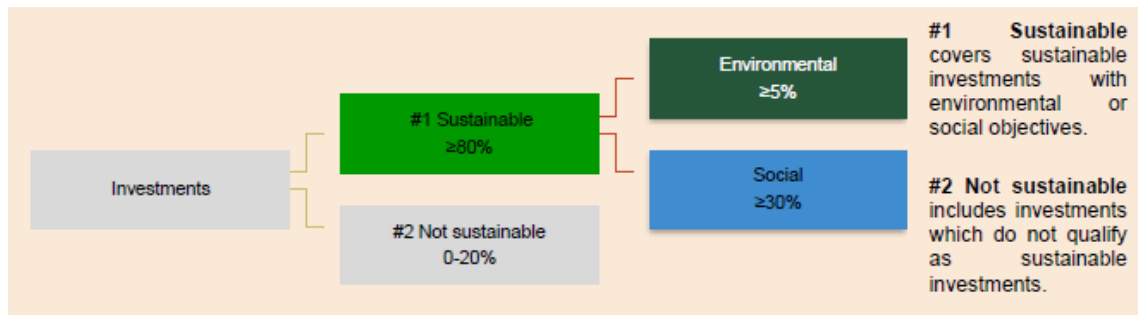 Investments
#1 Sustainable
≥80%
#2 Not sustainable
0-20%
Environmental
≥5%
Social
≥30%
#1 Sustainable
covers sustainable
investments with
environmental or
social objectives.
#2 Not sustainable
includes investments
which do not qualify
as sustainable
investments.